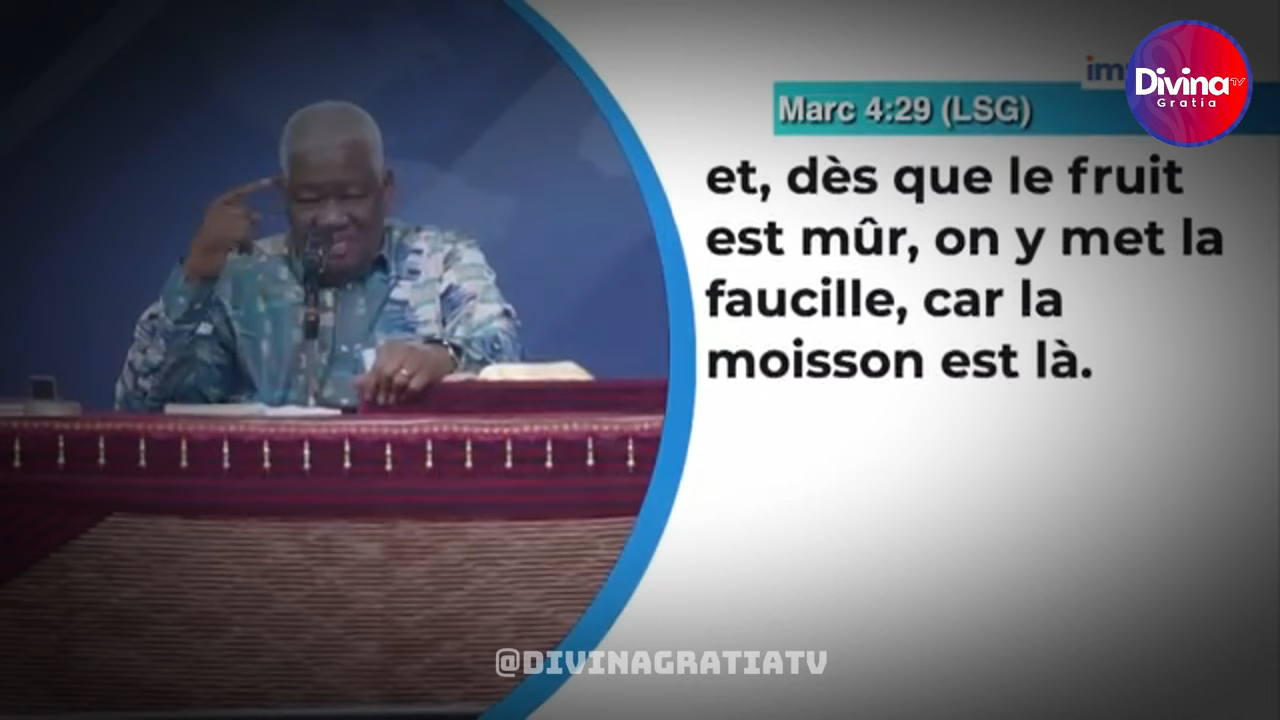 Divina TV
Gratia
Marc 4:29 (LSG)
et, dès que le fruit
est mûr, on y met la
faucille, car la
moisson est là.
@DIVINAGRATIATV